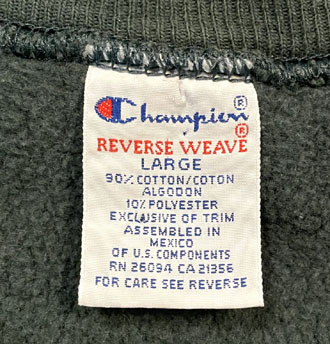 Champion®
REVERSE WEAVE®
LARGE
90% COTTON/COTON
ALGODON
10% POLYESTER
EXCLUSIVE OF TRIM
ASSEMBLED IN
MEXICO
OF U.S. COMPONENTS
RN 26094 CA 21356
FOR CARE SEE REVERSE